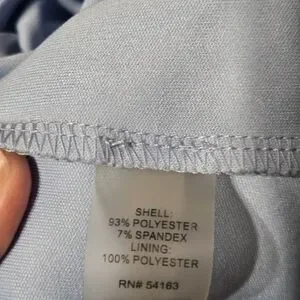 SHELL:
93% POLYESTER
7% SPANDEX
LINING:
100% POLYESTER
RN# 54163